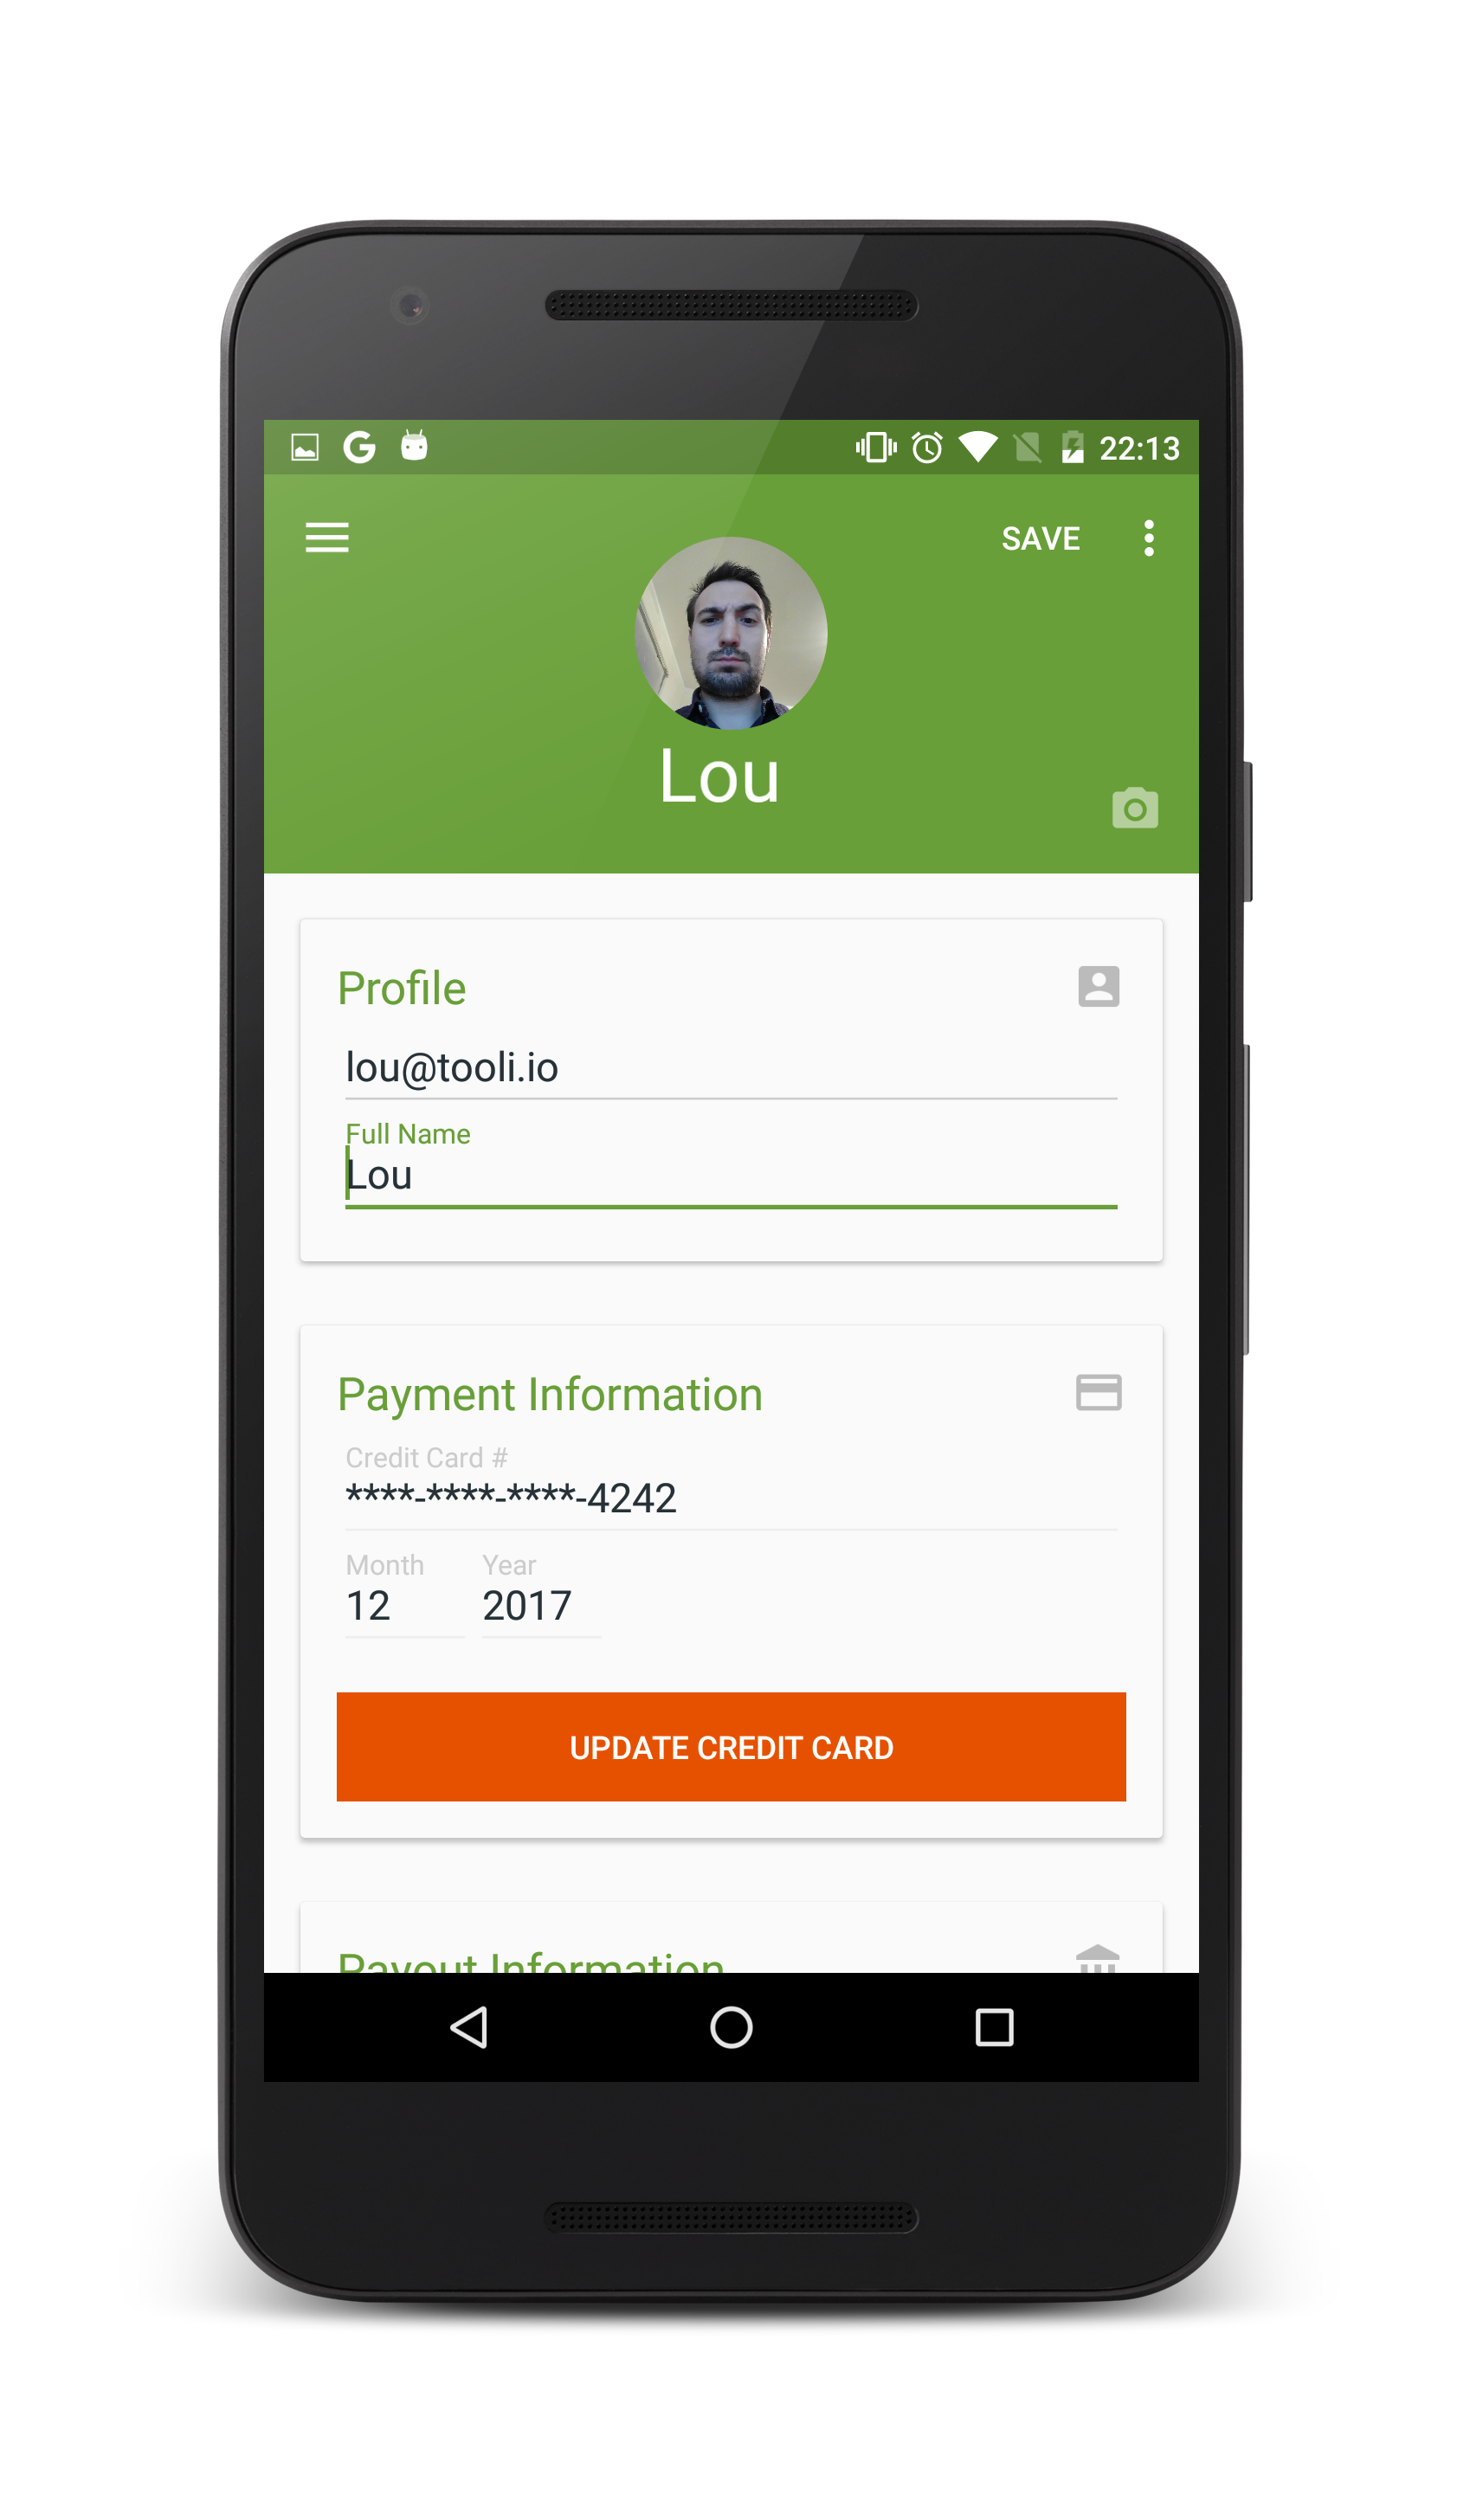 22:13
SAVE
Lou
Profile
lou@tooli.io
Full Name
Lou
Payment Information
Credit Card #
****-****-****-4242
Month Year
12 2017
UPDATE CREDIT CARD
Payout Information